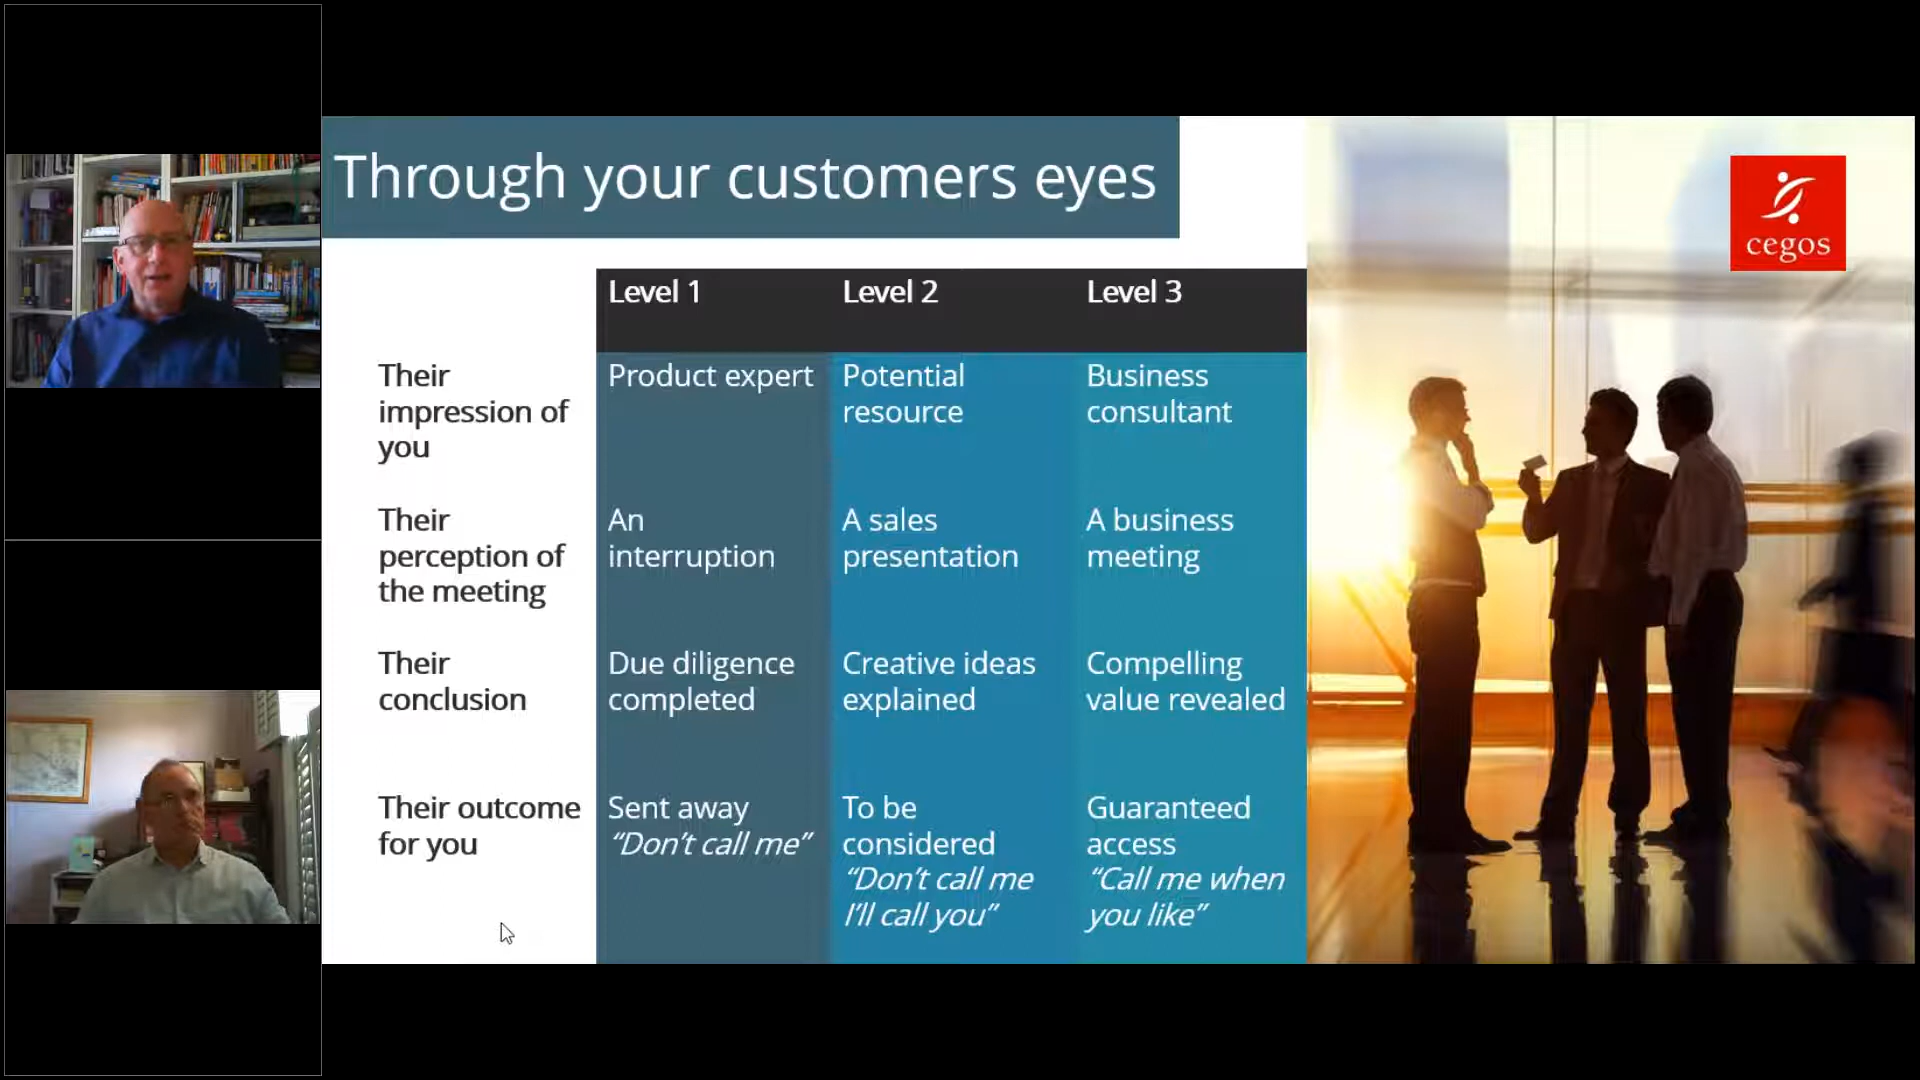 Through your customers eyes
cegos
Level 1
Level 2
Level 3
Their
impression of
you
Product expert
Potential
resource
Business
consultant
Their
perception of
the meeting
An
interruption
A sales
presentation
A business
meeting
Their
conclusion
Due diligence
completed
Creative ideas
explained
Compelling
value revealed
Their outcome
for you
Sent away
“Don’t call me”
To be
considered
“Don’t call me
I’ll call you”
Guaranteed
access
“Call me when
you like”